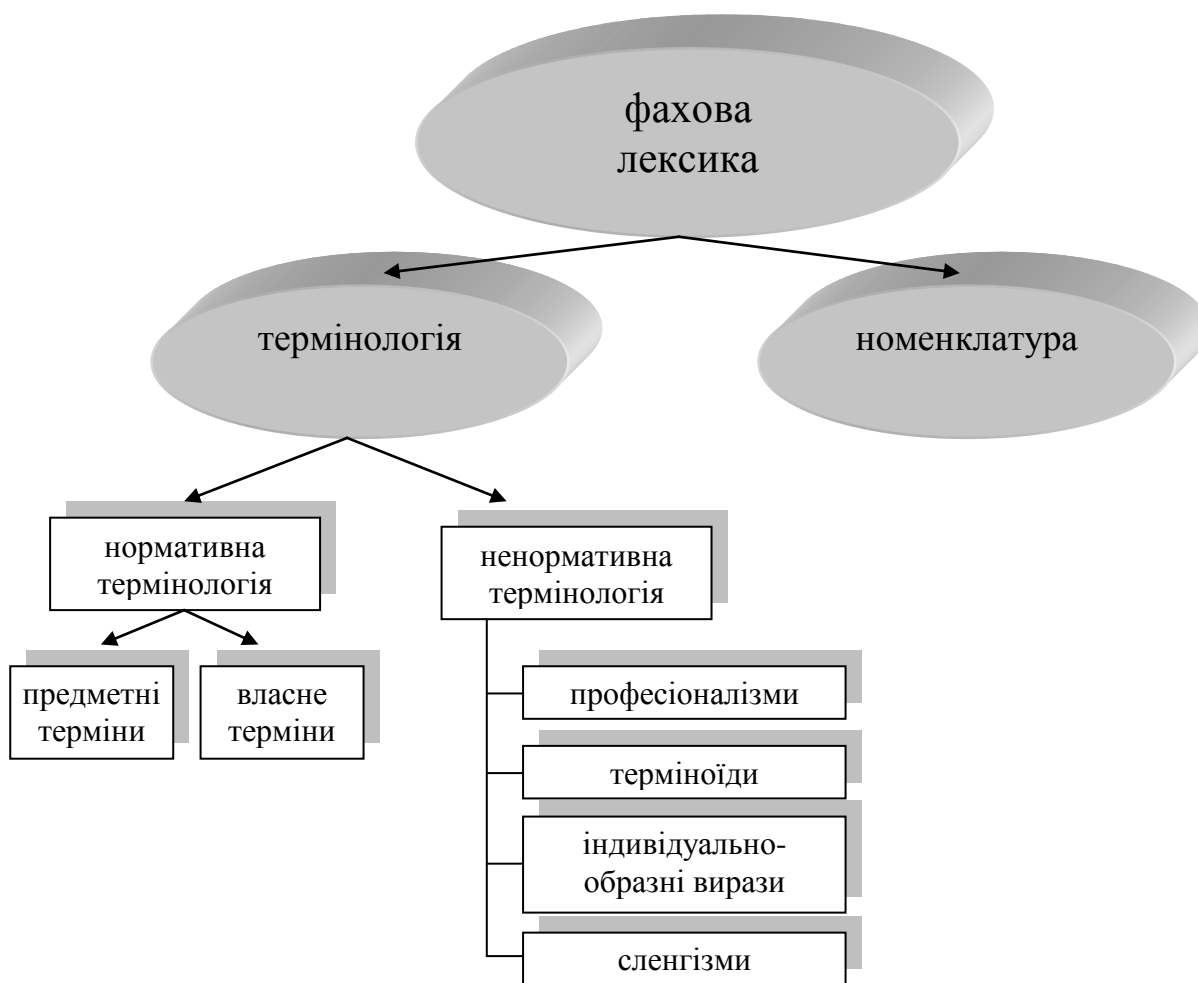 фахова
лексика
термінологія
номенклатура
нормативна
термінологія
ненормативна
термінологія
предметні
терміни
власне
терміни
професіоналізми
терміноїди
індивідуально-
образні вирази
сленгізми